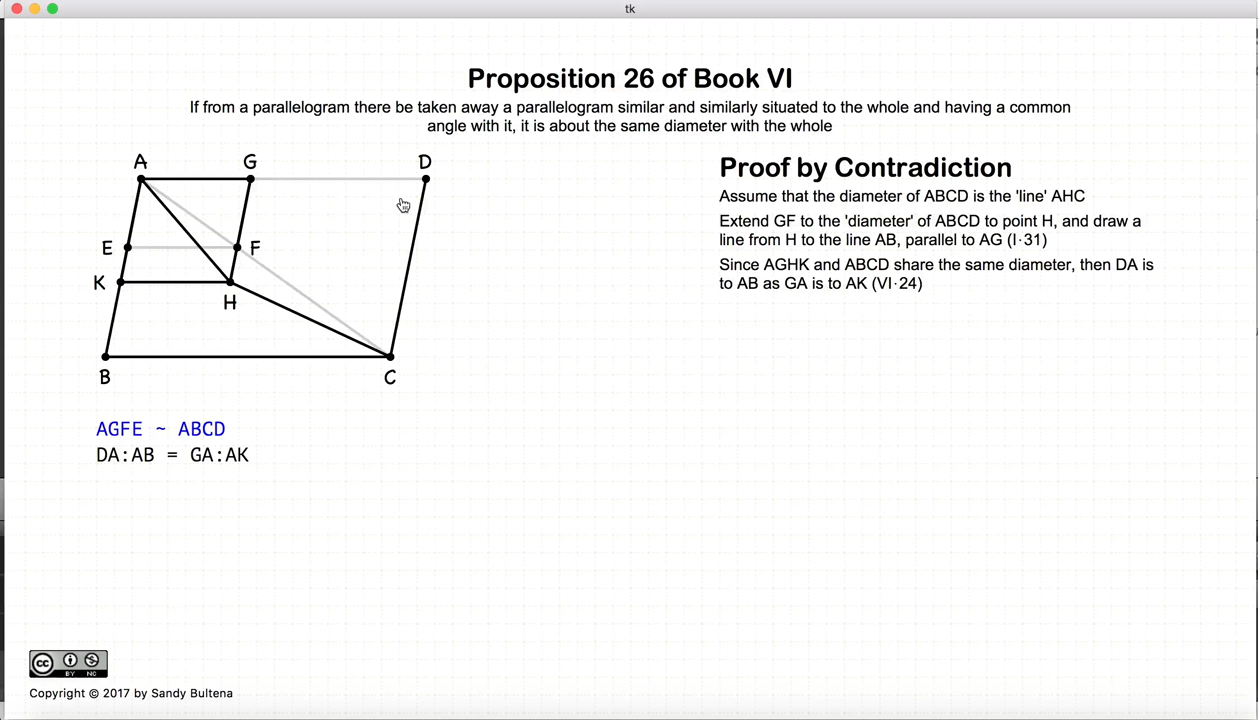 tk
Proposition 26 of Book VI
If from a parallelogram there be taken away a parallelogram similar and similarly situated to the whole and having a common
angle with it, it is about the same diameter with the whole
A
G
D
E
F
K
H
B
C
AGFE ~ ABCD
DA:AB = GA:AK
Proof by Contradiction
Assume that the diameter of ABCD is the 'line' AHC
Extend GF to the 'diameter' of ABCD to point H, and draw a
line from H to the line AB, parallel to AG (I·31)
Since AGHK and ABCD share the same diameter, then DA is
to AB as GA is to AK (VI·24)
cc
BY NC
Copyright © 2017 by Sandy Bultena